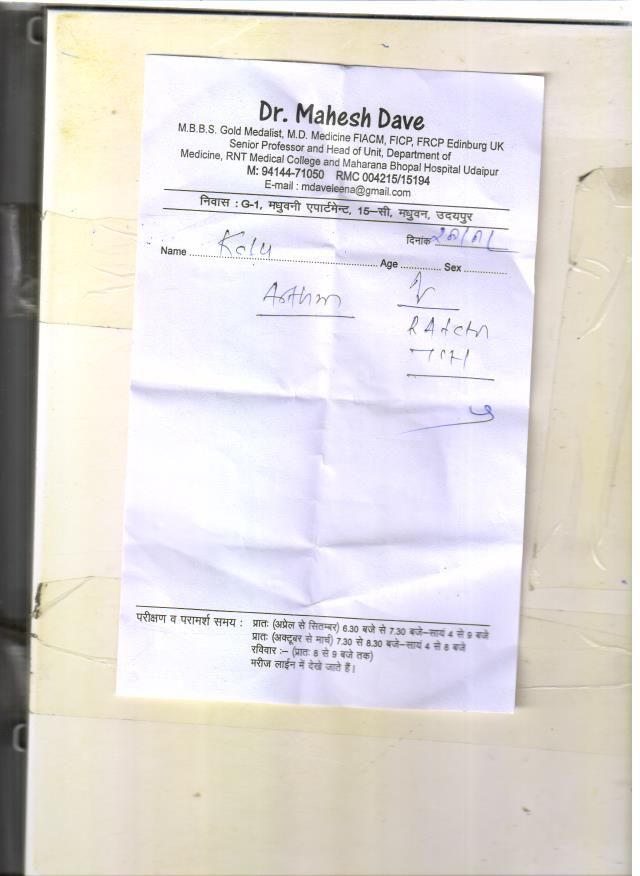 Dr. Mahesh Dave
M.B.B.S. Gold Medalist, M.D. Medicine FIACM, FICP, FRCP Edinburg UK
Senior Professor and Head of Unit, Department of
Medicine, RNT Medical College and Maharana Bhopal Hospital Udaipur
M: 94144-71050 RMC 004215/15194
E-mail : mdaveleena@gmail.com
निवास : G-1, मधुवनी एपार्टमेन्ट, 15–सी, मधुवन, उदयपुर
दिनांक
Name Kalu Age Sex
परीक्षण व परामर्श समय : प्रातः (अप्रेल से सितम्बर) 6.30 बजे से 7.30 बजे–सायं 4 से 9 बजे
प्रातः (अक्टूबर से मार्च) 7.30 से 8.30 बजे–सायं 4 से 8 बजे
रविवार :– (प्रातः 8 से 9 बजे तक)
मरीज लाईन में देखे जाते हैं।